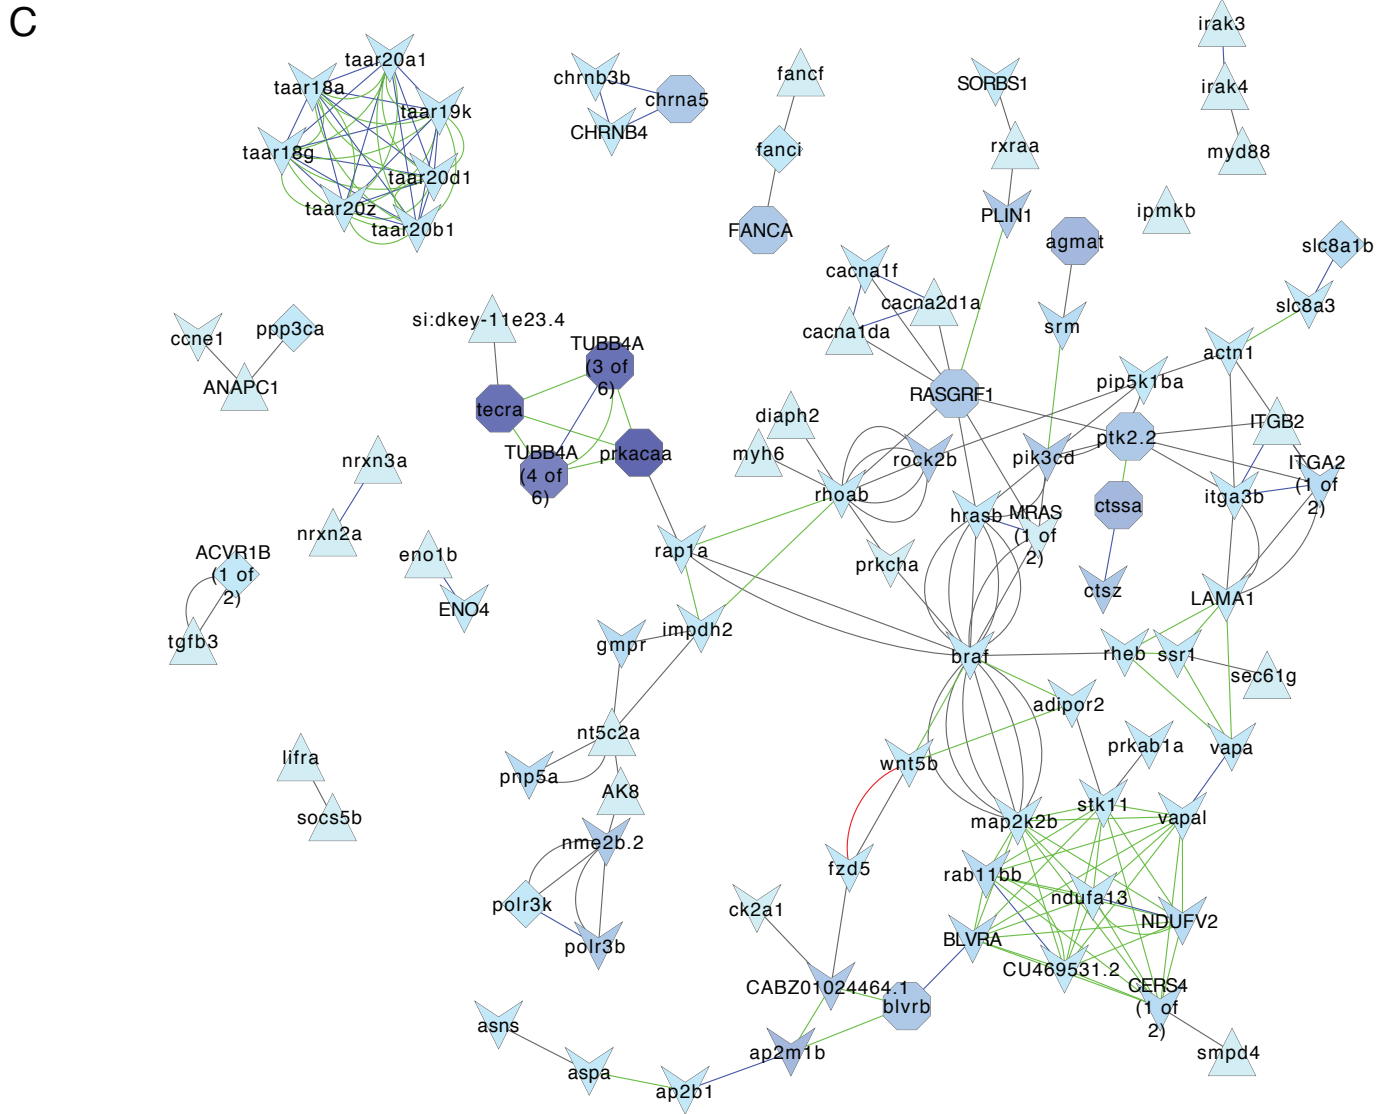 C
irak3
taar20a1
chrnb3b
fancf
SORBS1
taar18a
chrna5
irak4
taar19k
CHRNB4
rxraa
taar18g
fanci
myd88
taar20d1
taar20z
taar20b1
FANCA
PLIN1
ipmkb
agmat
slc8a1b
cacna1f
cacna2d1a
slc8a3
ccne1
ppp3ca
si:dkey-11e23.4
cacna1da
srm
TUBB4A
(3 of
6)
actn1
ANAPC1
pip5k1ba
RASGRF1
tecra
diaph2
ITGB2
ptk2.2
TUBB4A
(4 of
6)
prkacaa
myh6
rock2b
pik3cd
nrxn3a
ITGA2
(1 of
2)
rhoab
itga3b
ctssa
hrasb
MRAS
(1 of
2)
nrxn2a
rap1a
eno1b
ACVR1B
(1 of
2)
prkcha
ctsz
LAMA1
ENO4
impdh2
tgfb3
gmpr
braf
rheb
ssr1
sec61g
adipor2
nt5c2a
prkab1a
vapa
lifra
wnt5b
pnp5a
AK8
stk11
socs5b
map2k2b
vapal
nme2b.2
fzd5
rab11bb
ndufa13
polr3k
ck2a1
NDUFV2
polr3b
BLVRA
CU469531.2
CABZ01024464.1
CERS4
(1 of
2)
blvrb
asns
ap2m1b
smpd4
aspa
ap2b1